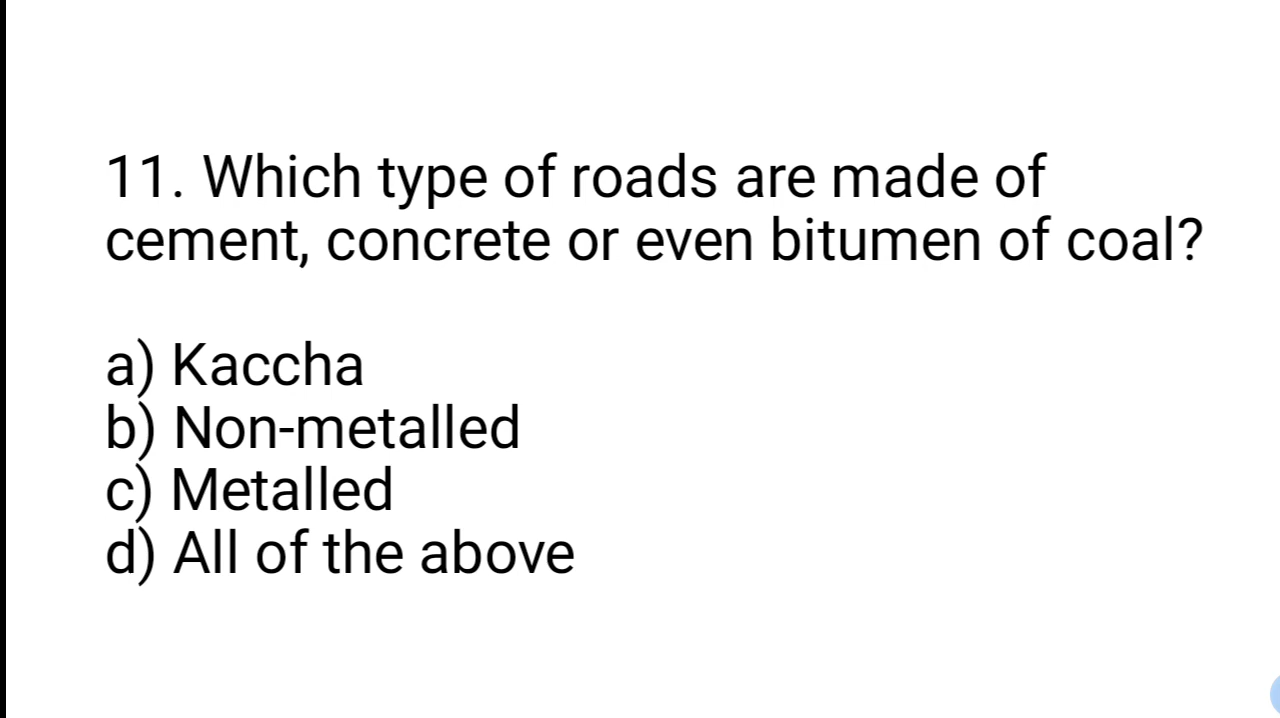 11. Which type of roads are made of
cement, concrete or even bitumen of coal?
a) Kaccha
b) Non-metalled
c) Metalled
d) All of the above